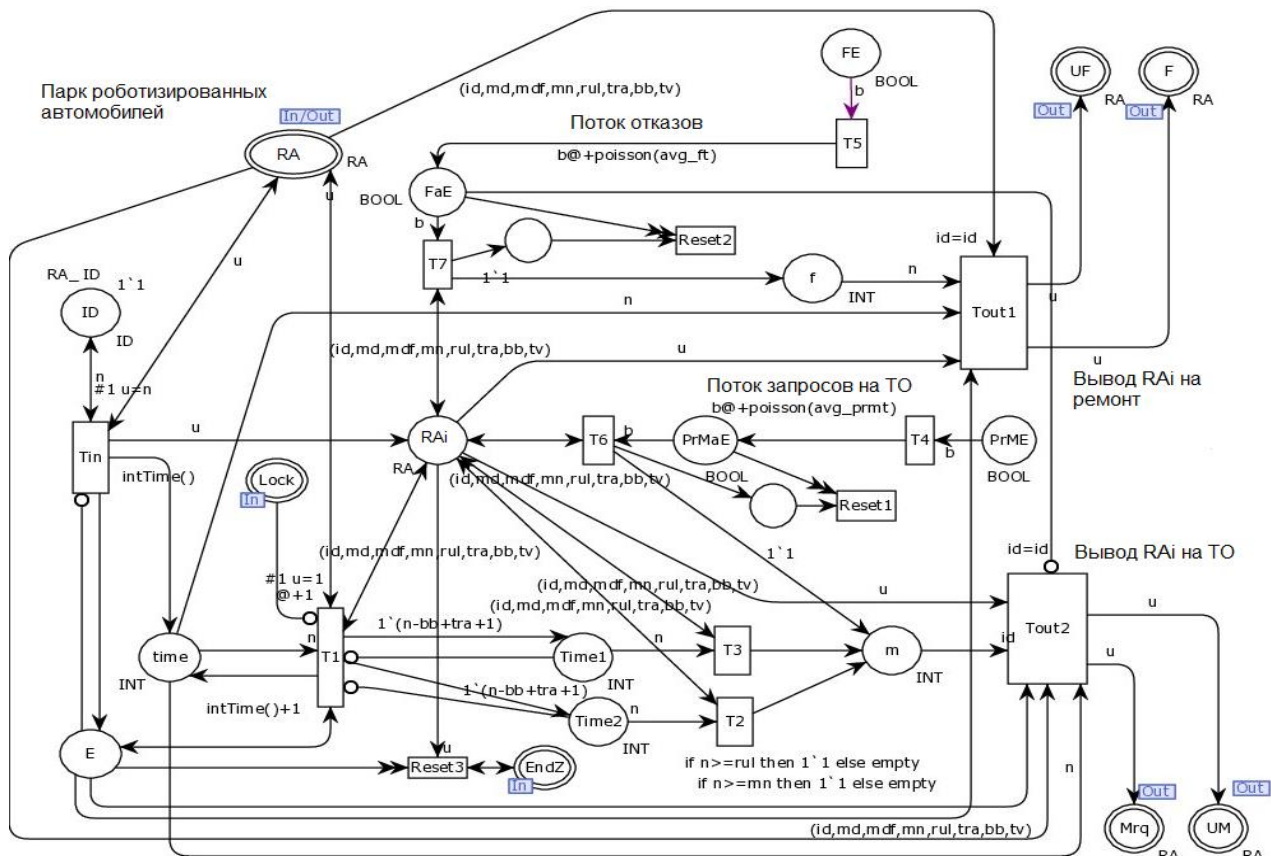 FE
BOOL
b
UF
RA
Out
F
RA
Out
Парк роботизированных
автомобилей
In/Out
(id,md,mdf,mn,rul,tra,bb,tv)
RA
RA
u
Поток отказов
T5
b@+poisson(avg_ft)
BOOL
FaE
b
Reset2
T7
1`1
f
INT
n
id=id
Tout1
u
u
u
RA_ID
1`1
ID
ID
n
#1 u=n
n
(id,md,mdf,mn,rul,tra,bb,tv)
u
Вывод RAi на
ремонт
Поток запросов на ТО
b@+poisson(avg_prmt)
Tin
u
RAi
RA
T6
b
PrMaE
BOOL
T4
b
PrME
BOOL
intTime()
Lock
In
(id,md,mdf,mn,rul,tra,bb,tv)
Reset1
(id,md,mdf,mn,rul,tra,bb,tv)
1`1
id=id
Вывод RAi на ТО
#1 u=1
@+1
(id,md,mdf,mn,rul,tra,bb,tv)
(id,md,mdf,mn,rul,tra,bb,tv)
u
Tout2
u
u
time
INT
n
T1
1`(n-bb+tra+1)
Time1
INT
n
T3
m
INT
id
1`(n-bb+tra+1)
Time2
INT
n
T2
intTime()+1
E
u
Reset3
EndZ
In
if n>=rul then 1`1 else empty
if n>=mn then 1`1 else empty
n
(id,md,mdf,mn,rul,tra,bb,tv)
Out
Mrq
RA
Out
UM
RA